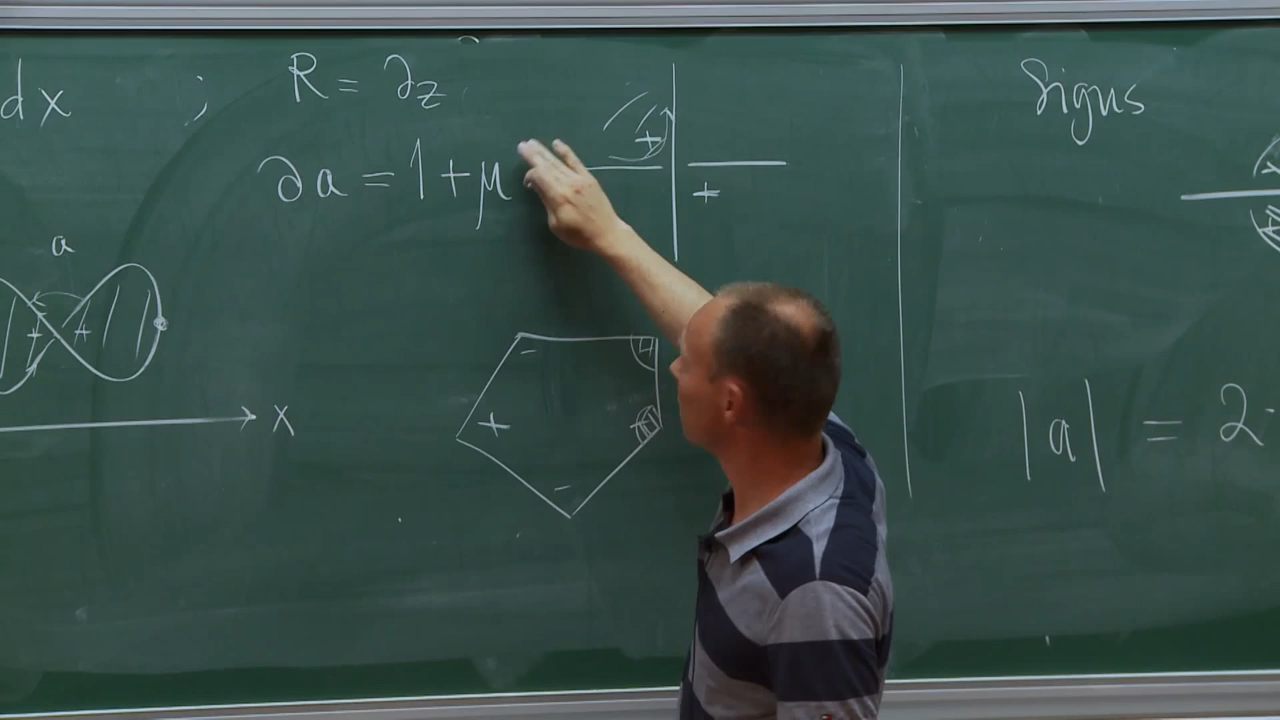 dx ; R = ∂z
∂a = 1 + μ
a
+ +
x
+
+
−
+
−
Signs
|a| = 2